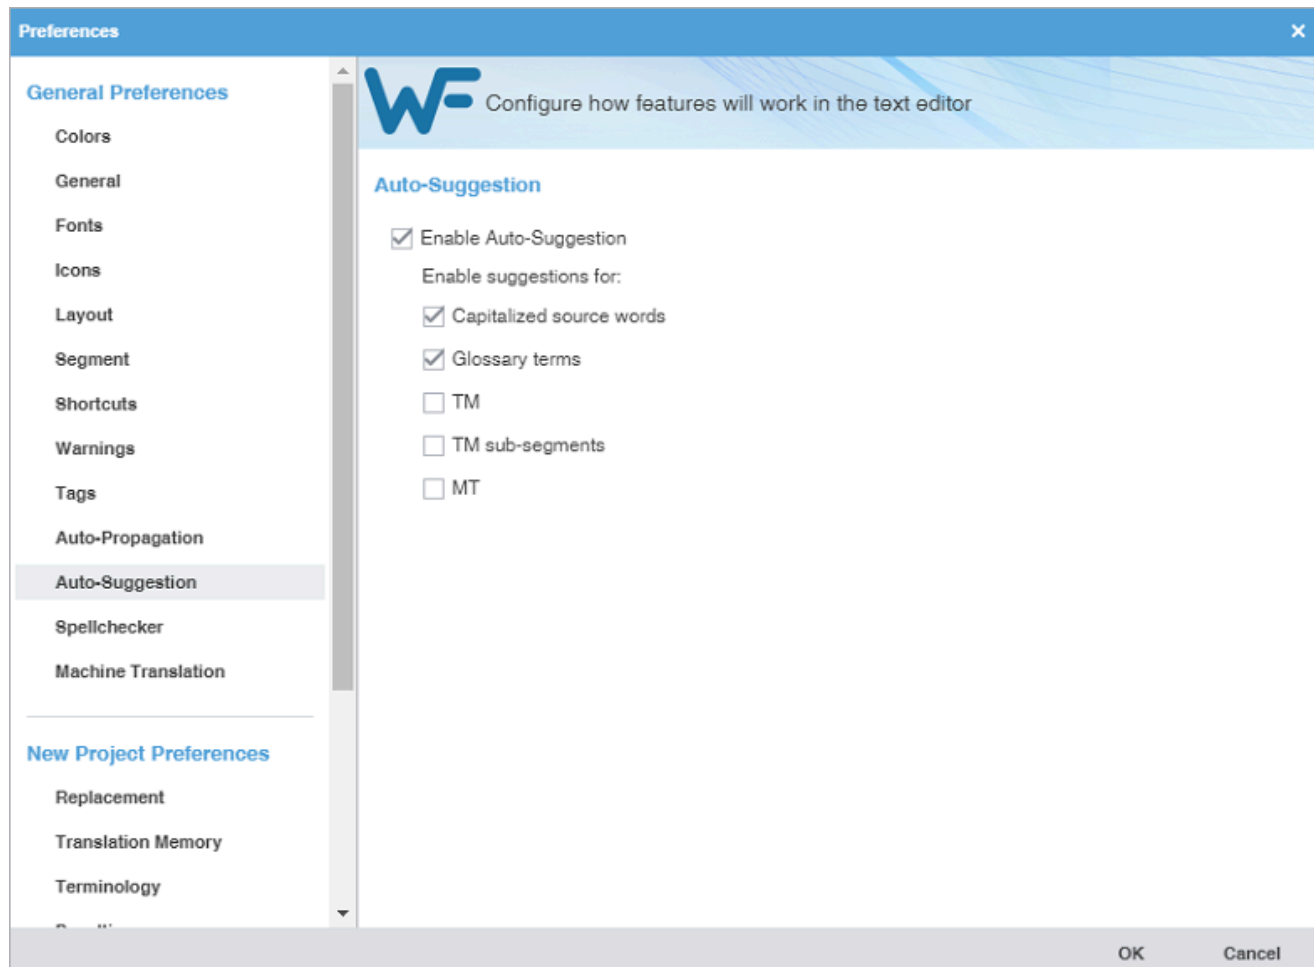 Preferences
General Preferences
Colors
General
Fonts
Icons
Layout
Segment
Shortcuts
Warnings
Tags
Auto-Propagation
Auto-Suggestion
Spellchecker
Machine Translation
New Project Preferences
Replacement
Translation Memory
Terminology
WF
Configure how features will work in the text editor
Auto-Suggestion
Enable Auto-Suggestion
Enable suggestions for:
Capitalized source words
Glossary terms
TM
TM sub-segments
MT
OK
Cancel